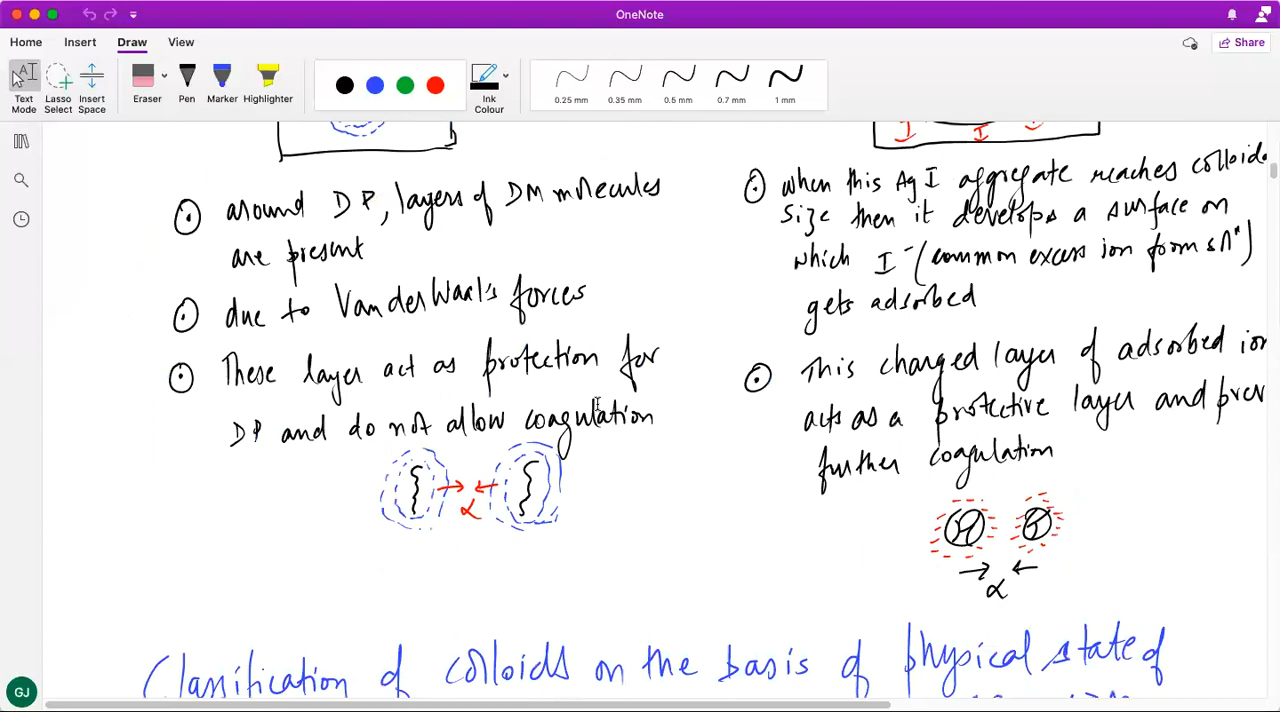 OneNote
Home Insert Draw View
Share
Text Mode
Lasso Select
Insert Space
Eraser
Pen
Marker
Highlighter
Ink Colour
0.25 mm
0.35 mm
0.5 mm
0.7 mm
1 mm
around DP, layers of DM molecules
are present
due to VanderWaal's forces
These layer act as protection for
DP and do not allow coagulation
I I
when this AgI aggregate reaches colloida
size then it develops a surface on
which I⁻ (common excess ion form
gets adsorbed
This charged layer of adsorbed ion
acts as a protective layer and prev
further coagulation
Classification of colloids on the basis of physical state of
GJ